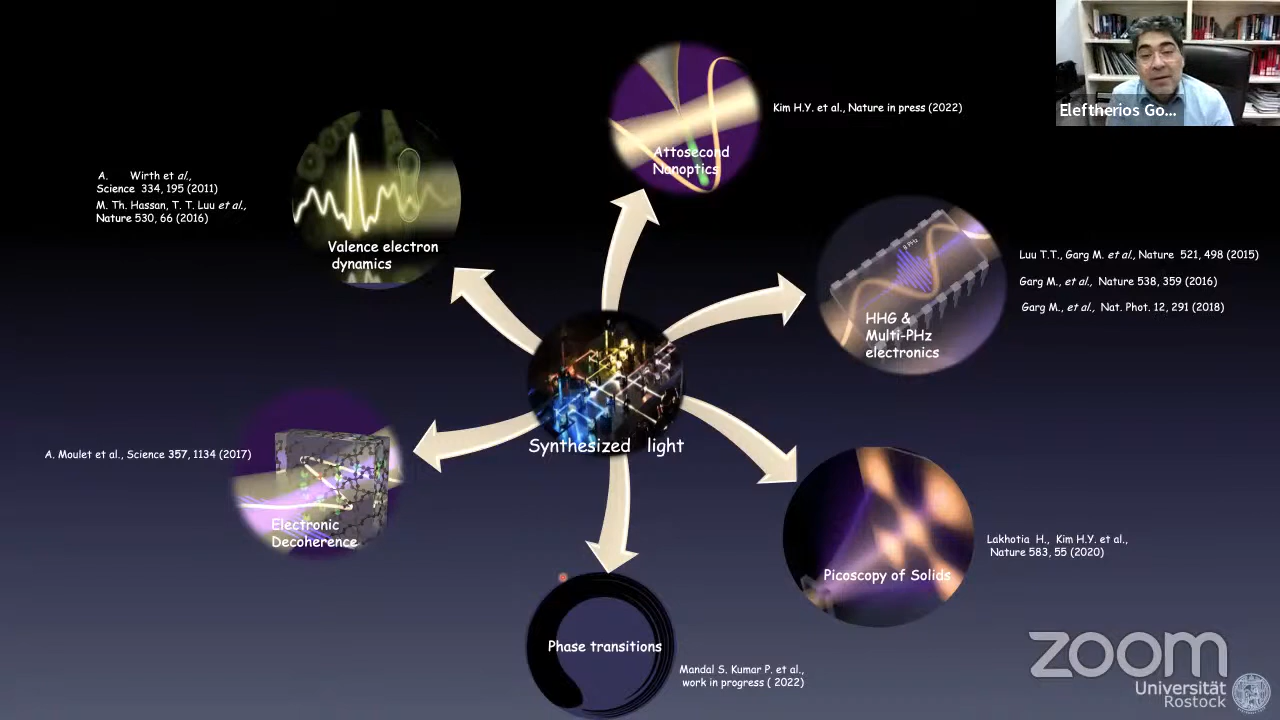 Kim H.Y. et al., Nature in press (2022)
Eleftherios Go...
Attosecond
Nanoptics
A. Wirth et al.,
Science 334, 195 (2011)
M. Th. Hassan, T. T. Luu et al.,
Nature 530, 66 (2016)
Valence electron
dynamics
9 PHz
Luu T.T., Garg M. et al., Nature 521, 498 (2015)
Garg M., et al., Nature 538, 359 (2016)
Garg M., et al., Nat. Phot. 12, 291 (2018)
HHG &
Multi-PHz
electronics
Synthesized light
A. Moulet et al., Science 357, 1134 (2017)
Electronic
Decoherence
Lakhotia H., Kim H.Y. et al.,
Nature 583, 55 (2020)
Picoscopy of Solids
Phase transitions
Mandal S. Kumar P. et al.,
work in progress ( 2022)
zoom
Universität
Rostock